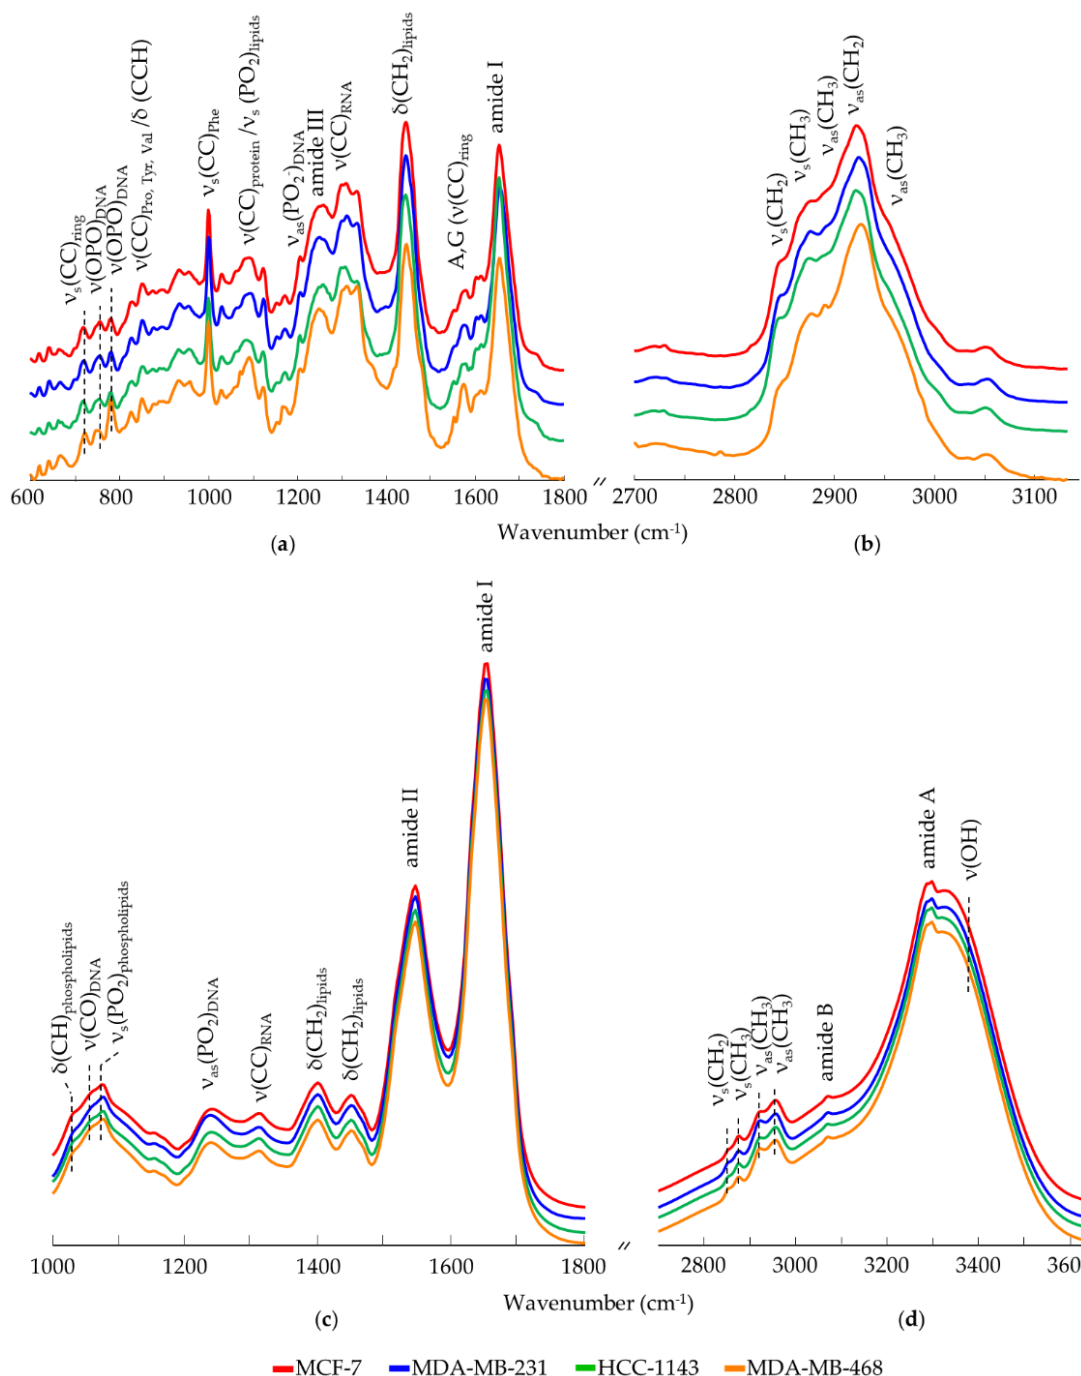 νs(CC)ring
ν(OPO)DNA
ν(OPO)DNA
ν(CC)Pro, Tyr, Val /δ (CCH)
νs(CC)Phe
ν(CC)protein /νs (PO2)lipids
νas(PO2-)DNA
amide III
ν(CC)RNA
δ(CH2)lipids
A,G (ν(CC)ring
amide I
600 800 1000 1200 1400 1600 1800
νs(CH2)
νs(CH3)
νas(CH3)
νas(CH2)
νas(CH3)
2700 2800 2900 3000 3100
//
Wavenumber (cm-1)
(a)
(b)
δ(CH)phospholipids
ν(CO)DNA
νs(PO2)phospholipids
νas(PO2)DNA
ν(CC)RNA
δ(CH2)lipids
δ(CH2)lipids
amide II
amide I
1000 1200 1400 1600 1800
νs(CH2)
νs(CH3)
νas(CH3)
νas(CH3)
amide B
amide A
ν(OH)
2800 3000 3200 3400 360
//
Wavenumber (cm-1)
(c)
(d)
MCF-7 MDA-MB-231 HCC-1143 MDA-MB-468